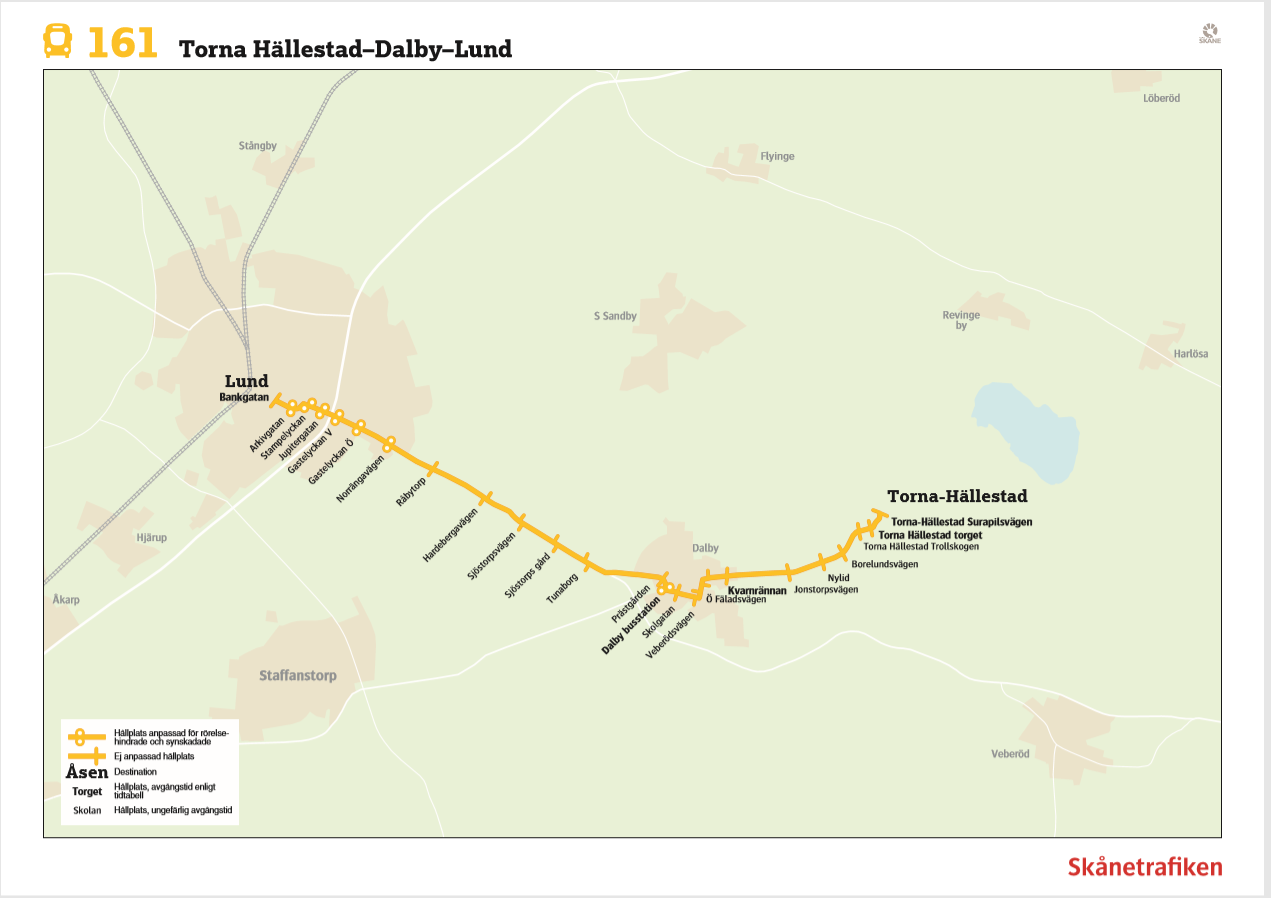 161 Torna Hällestad–Dalby–Lund
SKÅNE
Löberöd
Stångby
Flyinge
S Sandby
Revinge
by
Harlösa
Lund
Bankgatan
Arkivgatan
Stampelyckan
Jupitergatan
Gastelyckan V
Gastelyckan Ö
Norrängavägen
Råbytorp
Hardebergavägen
Sjöstorpsvägen
Sjöstorps gård
Tunaborg
Prästgården
Dalby busstation
Skolgatan
Veberödsvägen
Dalby
Ö Fäladsvägen
Kvarnrännan
Jonstorpsvägen
Nylid
Borelundsvägen
Torna Hällestad Trollskogen
Torna Hällestad torget
Torna-Hällestad Surapilsvägen
Torna-Hällestad
Hjärup
Åkarp
Staffanstorp
Veberöd
Hållplats anpassad för rörelse-
hindrade och synskadade
Ej anpassad hållplats
Åsen Destination
Torget Hållplats, avgångstid enligt
tidtabell
Skolan Hållplats, ungefärlig avgångstid
Skånetrafiken